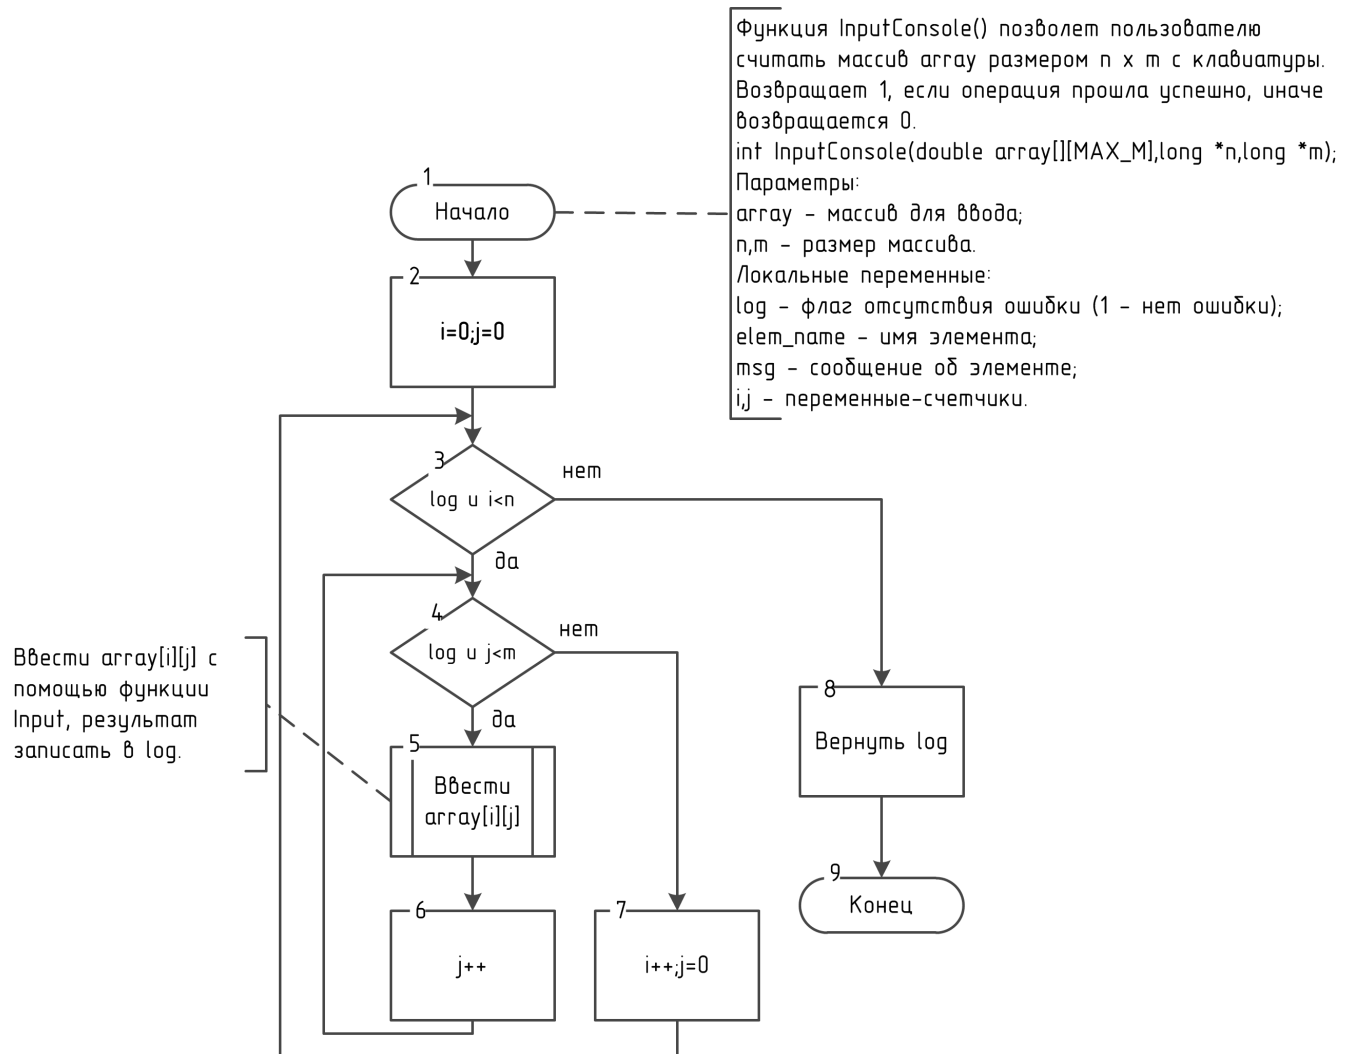 Функция InputConsole() позволет пользователю
считать массив array размером n x m с клавиатуры.
Возвращает 1, если операция прошла успешно, иначе
возвращается 0.
int InputConsole(double array[][MAX_M],long *n,long *m);
Параметры:
array - массив для ввода;
n,m - размер массива.
Локальные переменные:
log - флаг отсутствия ошибки (1 - нет ошибки);
elem_name - имя элемента;
msg - сообщение об элементе;
i,j - переменные-счетчики.
1
Начало
2
i=0;j=0
3
log и i<n
нет
да
4
log и j<m
нет
да
Ввести array[i][j] с
помощью функции
Input, результат
записать в log.
5
Ввести
array[i][j]
6
j++
7
i++;j=0
8
Вернуть log
9
Конец